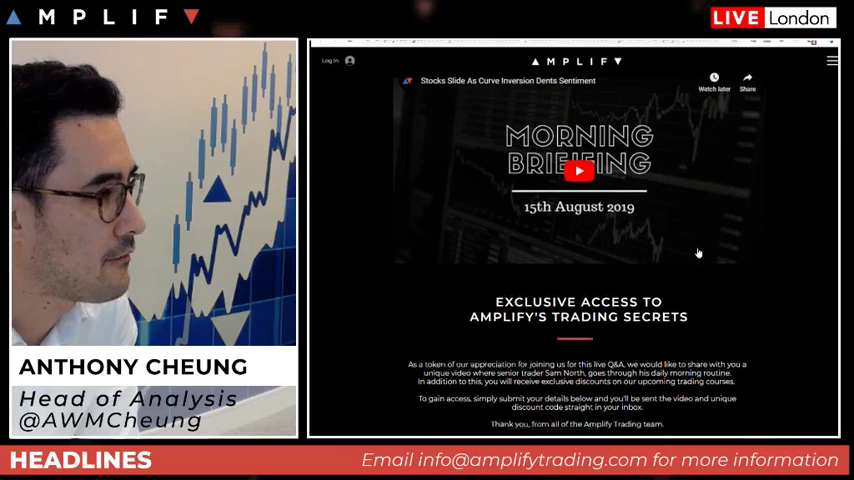 ▲ M P L I F ▼
LIVE London
Log In
▲ M P L I F ▼
Stocks Slide As Curve Inversion Dents Sentiment
Watch later
Share
MORNING
BRIEFING
15th August 2019
EXCLUSIVE ACCESS TO
AMPLIFY'S TRADING SECRETS
As a token of our appreciation for joining us for this live Q&A, we would like to share with you a
unique video where senior trader Sam North, goes through his daily morning routine.
In addition to this, you will receive exclusive discounts on our upcoming trading courses.
To gain access, simply submit your details below and you'll be sent the video and unique
discount code straight in your inbox.
Thank you, from all of the Amplify Trading team.
ANTHONY CHEUNG
Head of Analysis
@AWMCheung
HEADLINES
Email info@amplifytrading.com for more information